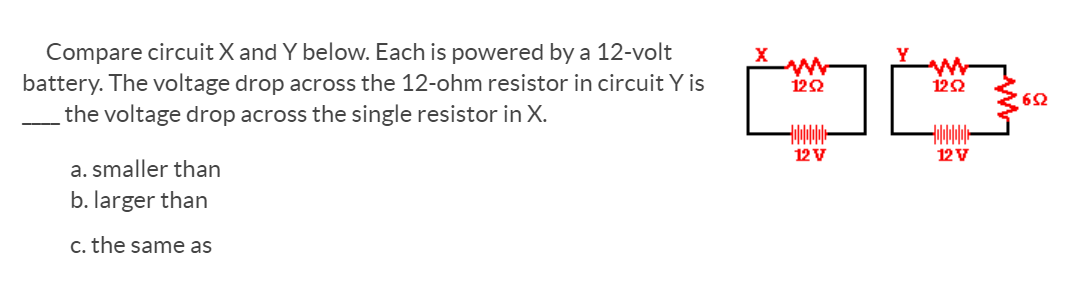 Compare circuit X and Y below. Each is powered by a 12-volt
battery. The voltage drop across the 12-ohm resistor in circuit Y is
____ the voltage drop across the single resistor in X.
a. smaller than
b. larger than
c. the same as
X
12Ω
12 V
Y
12Ω
6Ω
12 V